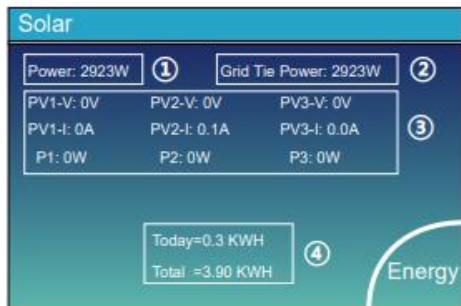 Solar
Power: 2923W ① Grid Tie Power: 2923W ②
PV1-V: 0V PV2-V: 0V PV3-V: 0V
PV1-I: 0A PV2-I: 0.1A PV3-I: 0.0A ③
P1: 0W P2: 0W P3: 0W
Today=0.3 KWH
Total =3.90 KWH ④
Energy